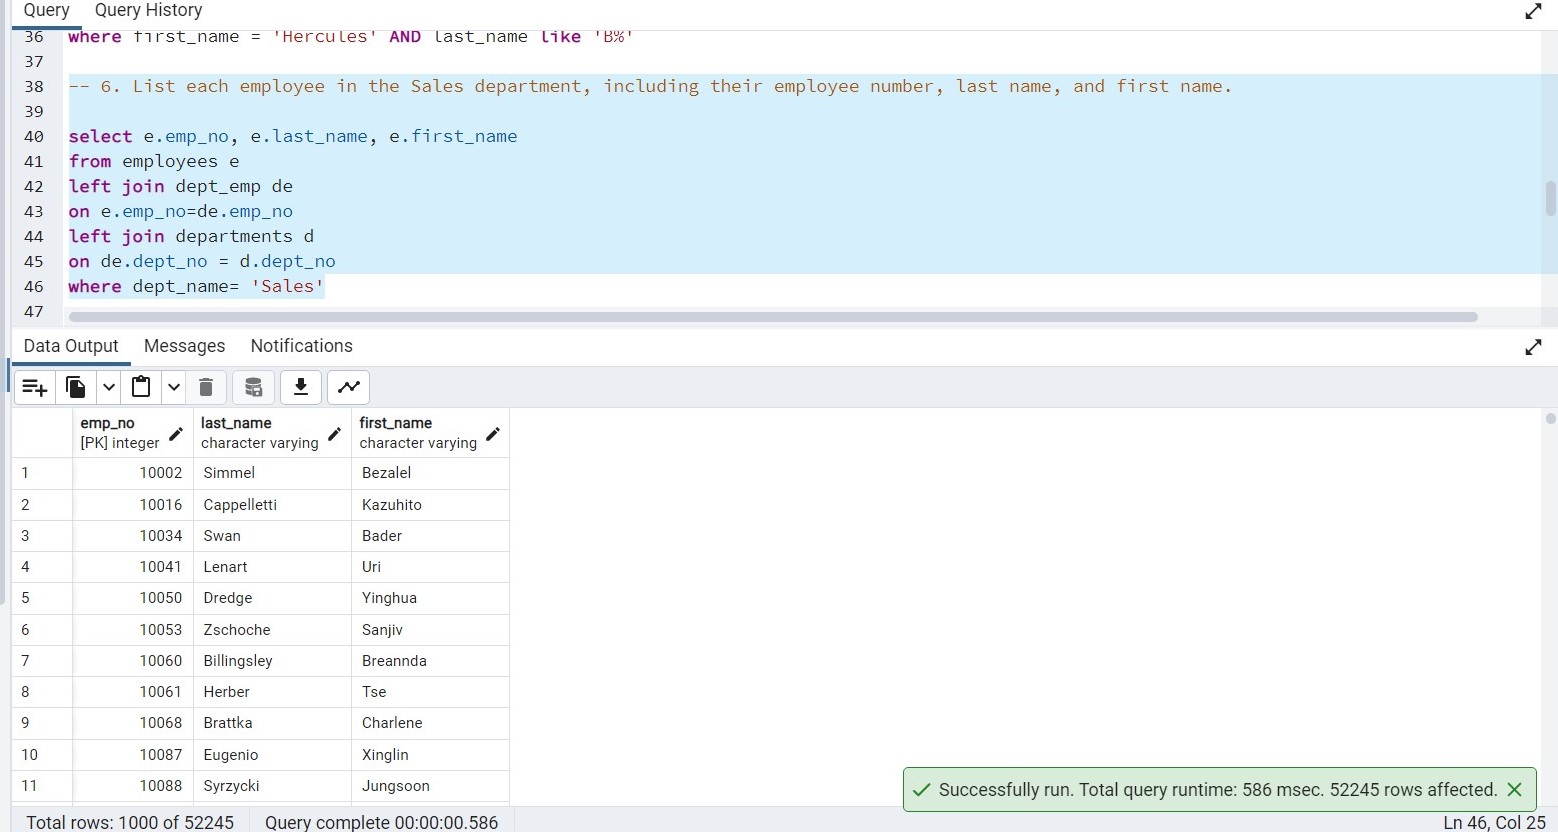 Query Query History
36 where first_name = 'Hercules' AND last_name like 'B%'
37
38 -- 6. List each employee in the Sales department, including their employee number, last name, and first name.
39
40 select e.emp_no, e.last_name, e.first_name
41 from employees e
42 left join dept_emp de
43 on e.emp_no=de.emp_no
44 left join departments d
45 on de.dept_no = d.dept_no
46 where dept_name= 'Sales'
47
Data Output Messages Notifications
emp_no last_name first_name
[PK] integer character varying character varying
1 10002 Simmel Bezalel
2 10016 Cappelletti Kazuhito
3 10034 Swan Bader
4 10041 Lenart Uri
5 10050 Dredge Yinghua
6 10053 Zschoche Sanjiv
7 10060 Billingsley Breannda
8 10061 Herber Tse
9 10068 Brattka Charlene
10 10087 Eugenio Xinglin
11 10088 Syrzycki Jungsoon
Successfully run. Total query runtime: 586 msec. 52245 rows affected.
Total rows: 1000 of 52245 Query complete 00:00:00.586 Ln 46, Col 25